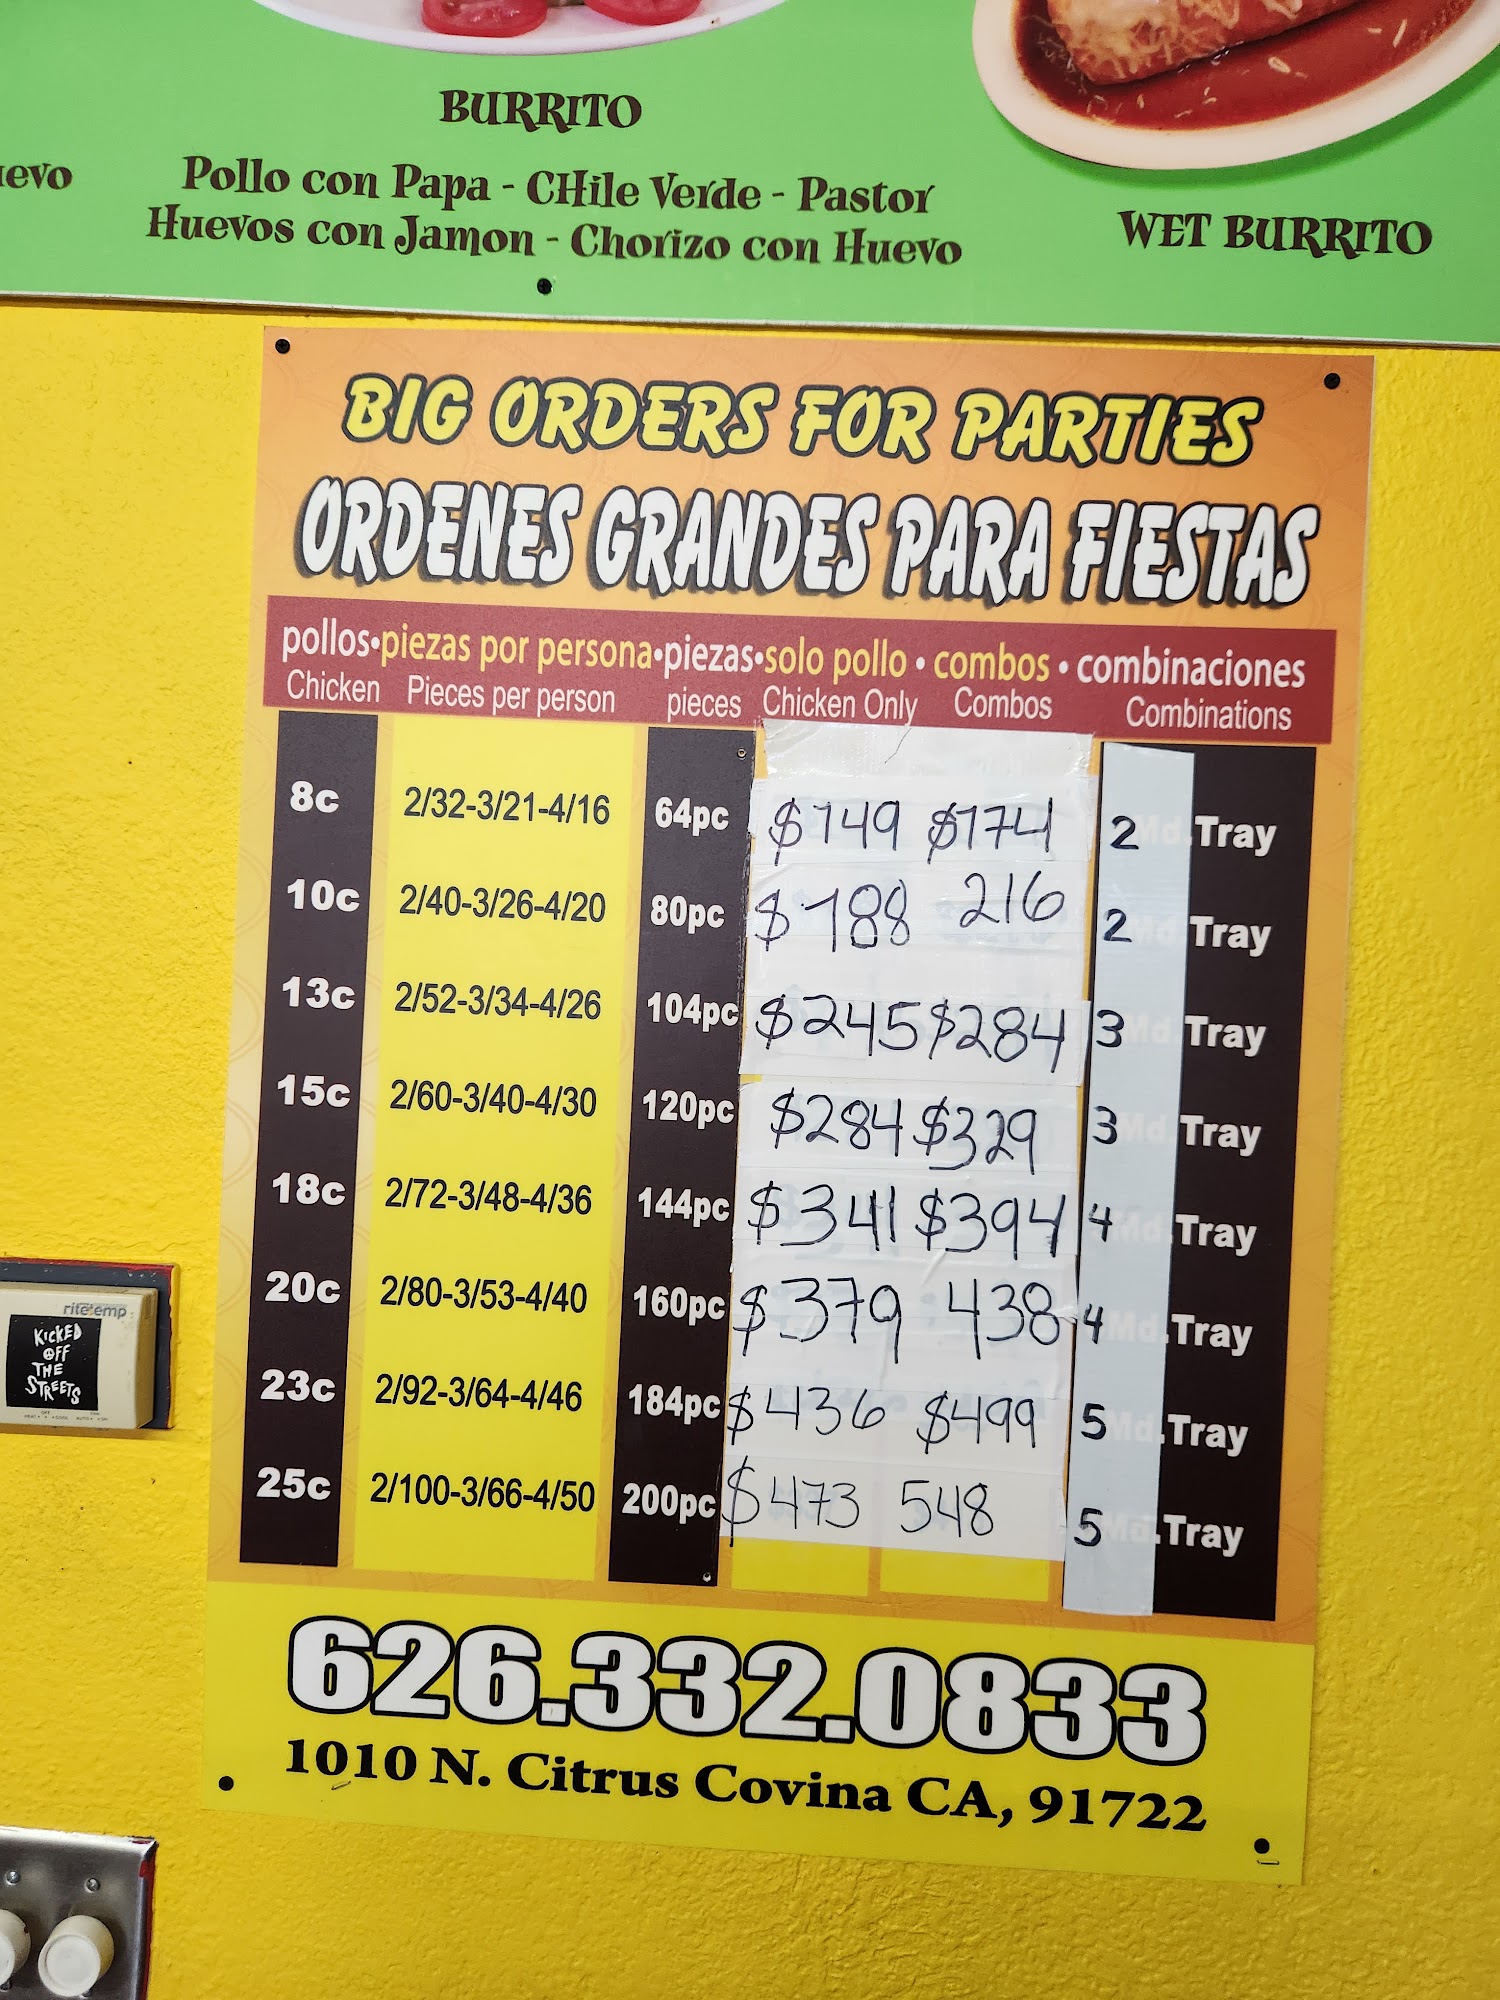 BURRITO
Pollo con Papa - CHile Verde - Pastor
Huevos con Jamon - Chorizo con Huevo
WET BURRITO
BIG ORDERS FOR PARTIES
ORDENES GRANDES PARA FIESTAS
pollos•piezas por persona•piezas•solo pollo • combos • combinaciones
Chicken Pieces per person pieces Chicken Only Combos Combinations
8c 2/32-3/21-4/16 64pc $149 $174 2 Md.Tray
10c 2/40-3/26-4/20 80pc $188 216 2 Md.Tray
13c 2/52-3/34-4/26 104pc $245 $284 3 Md.Tray
15c 2/60-3/40-4/30 120pc $284 $329 3 Md.Tray
18c 2/72-3/48-4/36 144pc $341 $394 4 Md.Tray
20c 2/80-3/53-4/40 160pc $379 438 4 Md.Tray
23c 2/92-3/64-4/46 184pc $436 $499 5 Md.Tray
25c 2/100-3/66-4/50 200pc $473 548 5 Md.Tray
626.332.0833
1010 N. Citrus Covina CA, 91722
ritetemp
KICKED
OFF
THE
STREETS